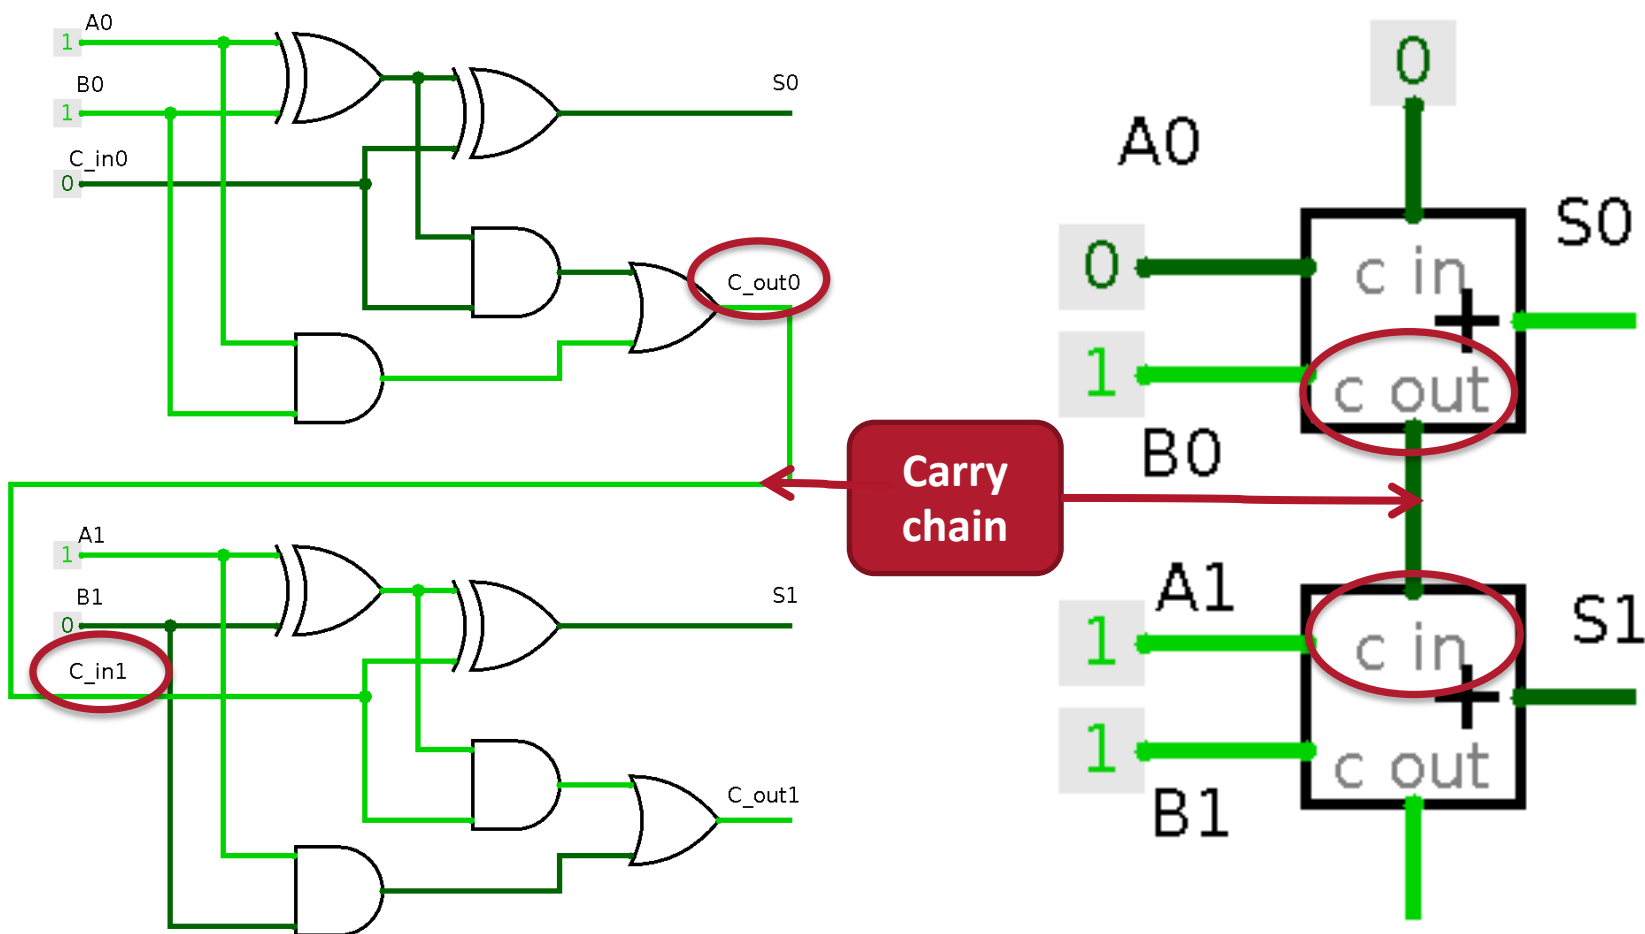 A0
1
B0
1
C_in0
0
S0
C_out0
A1
1
B1
0
C_in1
S1
C_out1
Carry
chain
0
A0
0
1
B0
c in
+
c out
S0
A1
1
1
B1
c in
+
c out
S1